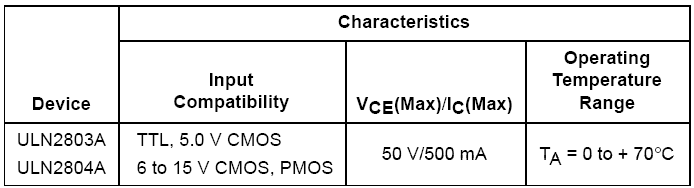 Characteristics
Device
Input
Compatibility
VCE(Max)/IC(Max)
Operating
Temperature
Range
ULN2803A
TTL, 5.0 V CMOS
ULN2804A
6 to 15 V CMOS, PMOS
50 V/500 mA
TA = 0 to + 70°C